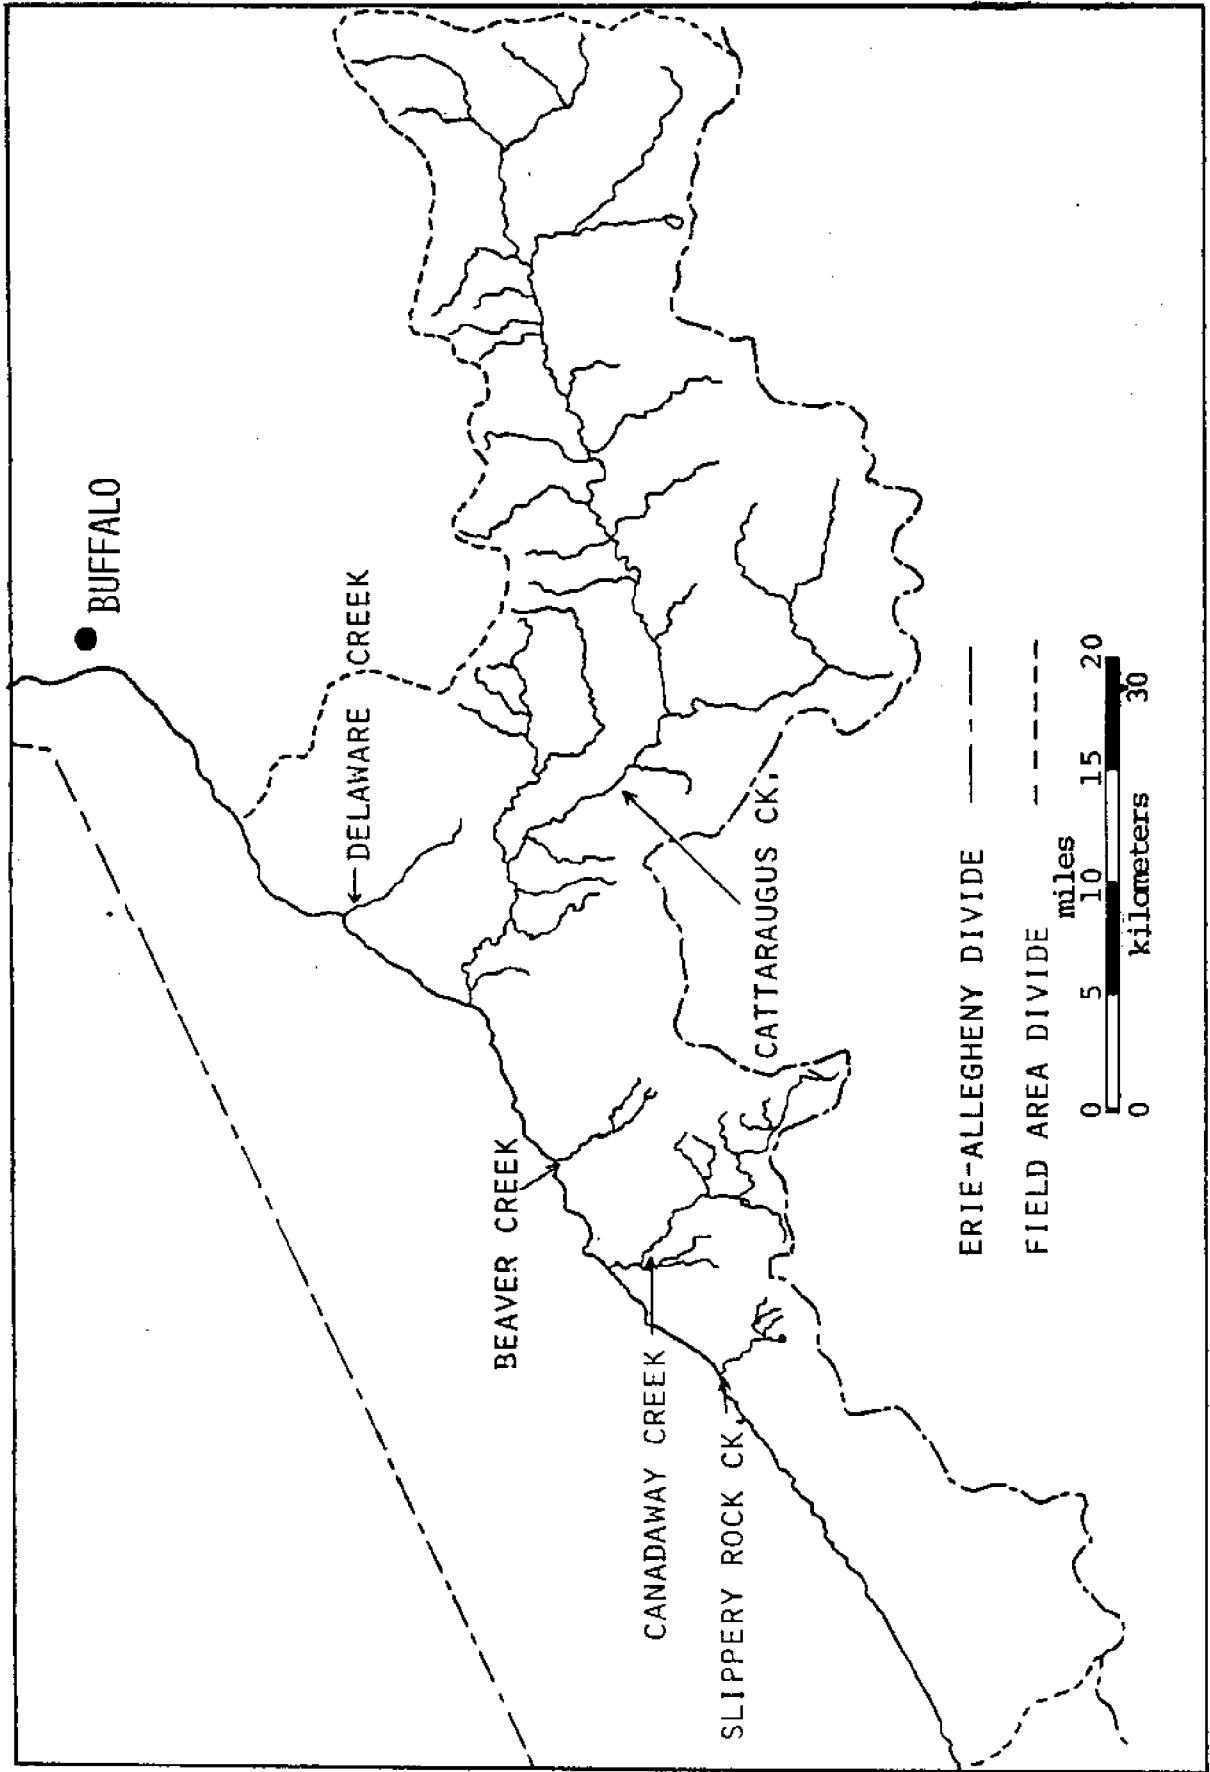 BUFFALO
DELAWARE CREEK
BEAVER CREEK
CANADAWAY CREEK
SLIPPERY ROCK CK.
CATTARAUGUS CK.
ERIE-ALLEGHENY DIVIDE
FIELD AREA DIVIDE
miles
0 5 10 15 20
0 30
kilometers